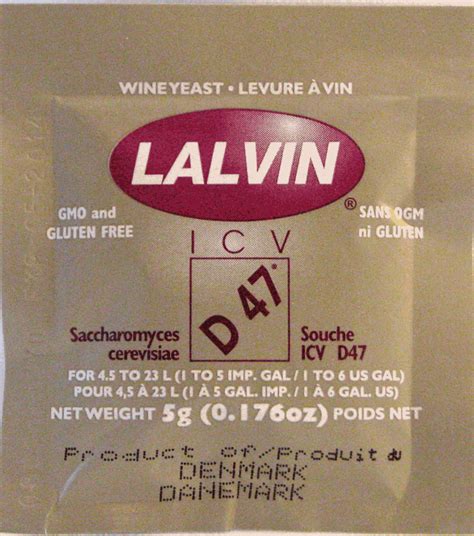 WINE YEAST • LEVURE À VIN
LALVIN®
GMO and
GLUTEN FREE
SANS OGM
ni GLUTEN
ICV
D 47
Saccharomyces
cerevisiae
Souche
ICV D47
FOR 4,5 TO 23 L (1 TO 5 IMP. GAL / 1 TO 6 US GAL)
POUR 4,5 À 23 L (1 À 5 GAL. IMP. / 1 À 6 GAL. US)
NET WEIGHT 5g (0.176oz) POIDS NET
Product of/Produit du
DENMARK
DANEMARK